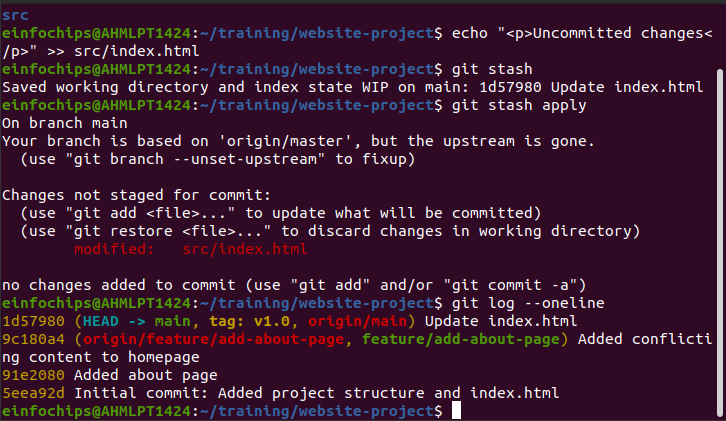 src
einfochips@AHMLPT1424:~/training/website-project$ echo "<p>Uncommitted changes<
/p>" >> src/index.html
einfochips@AHMLPT1424:~/training/website-project$ git stash
Saved working directory and index state WIP on main: 1d57980 Update index.html
einfochips@AHMLPT1424:~/training/website-project$ git stash apply
On branch main
Your branch is based on 'origin/master', but the upstream is gone.
  (use "git branch --unset-upstream" to fixup)

Changes not staged for commit:
  (use "git add <file>..." to update what will be committed)
  (use "git restore <file>..." to discard changes in working directory)
        modified:   src/index.html

no changes added to commit (use "git add" and/or "git commit -a")
einfochips@AHMLPT1424:~/training/website-project$ git log --oneline
1d57980 (HEAD -> main, tag: v1.0, origin/main) Update index.html
9c180a4 (origin/feature/add-about-page, feature/add-about-page) Added conflicti
ng content to homepage
91e2080 Added about page
5eea92d Initial commit: Added project structure and index.html
einfochips@AHMLPT1424:~/training/website-project$